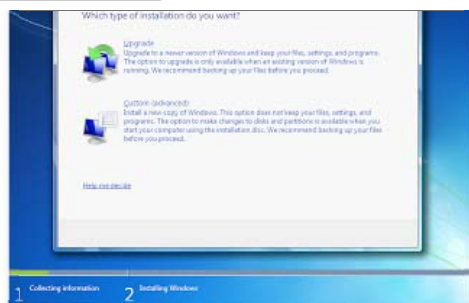 Which type of installation do you want?
Upgrade
Upgrade to a newer version of Windows and keep your files, settings, and programs.
The option to upgrade is only available when an existing version of Windows is
running. We recommend backing up your files before you proceed.
Custom (advanced)
Install a new copy of Windows. This option does not keep your files, settings, and
programs. The option to make changes to disks and partitions is available when you
start your computer using the installation disc. We recommend backing up your files
before you proceed.
Help me decide
1 Collecting information 2 Installing Windows